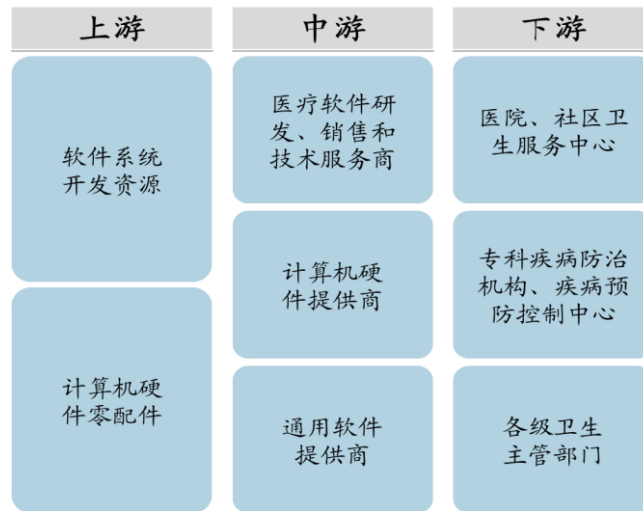 上游
软件系统
开发资源
计算机硬
件零配件
中游
医疗软件研
发、销售和
技术服务商
计算机硬
件提供商
通用软件
提供商
下游
医院、社区卫
生服务中心
专科疾病防治
机构、疾病预
防控制中心
各级卫生
主管部门